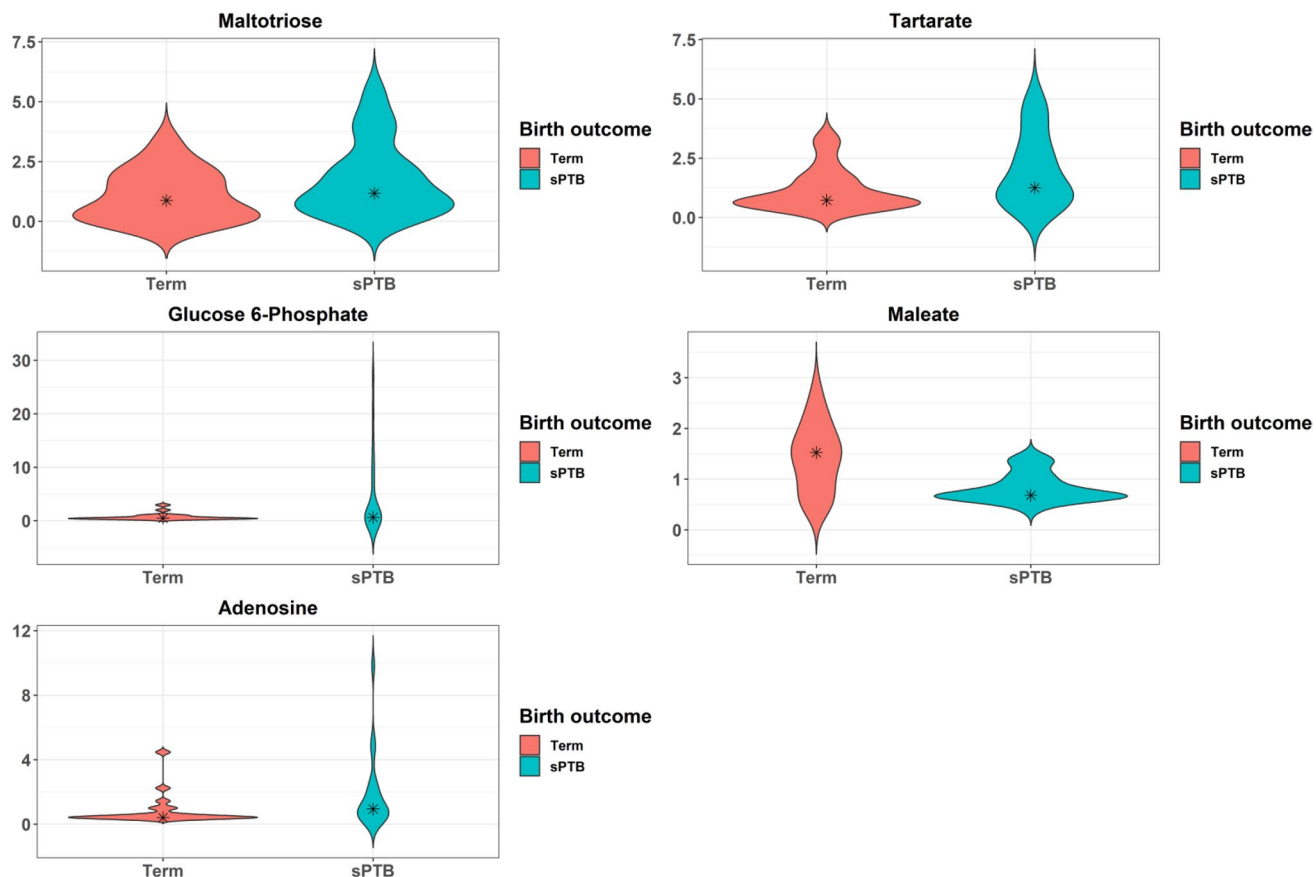 Maltotriose
7.5
5.0
2.5
0.0
Term
sPTB
Birth outcome
Term
sPTB
Tartarate
7.5
5.0
2.5
0.0
Term
sPTB
Birth outcome
Term
sPTB
Glucose 6-Phosphate
30
20
10
0
Term
sPTB
Birth outcome
Term
sPTB
Maleate
3
2
1
0
Term
sPTB
Birth outcome
Term
sPTB
Adenosine
12
8
4
0
Term
sPTB
Birth outcome
Term
sPTB